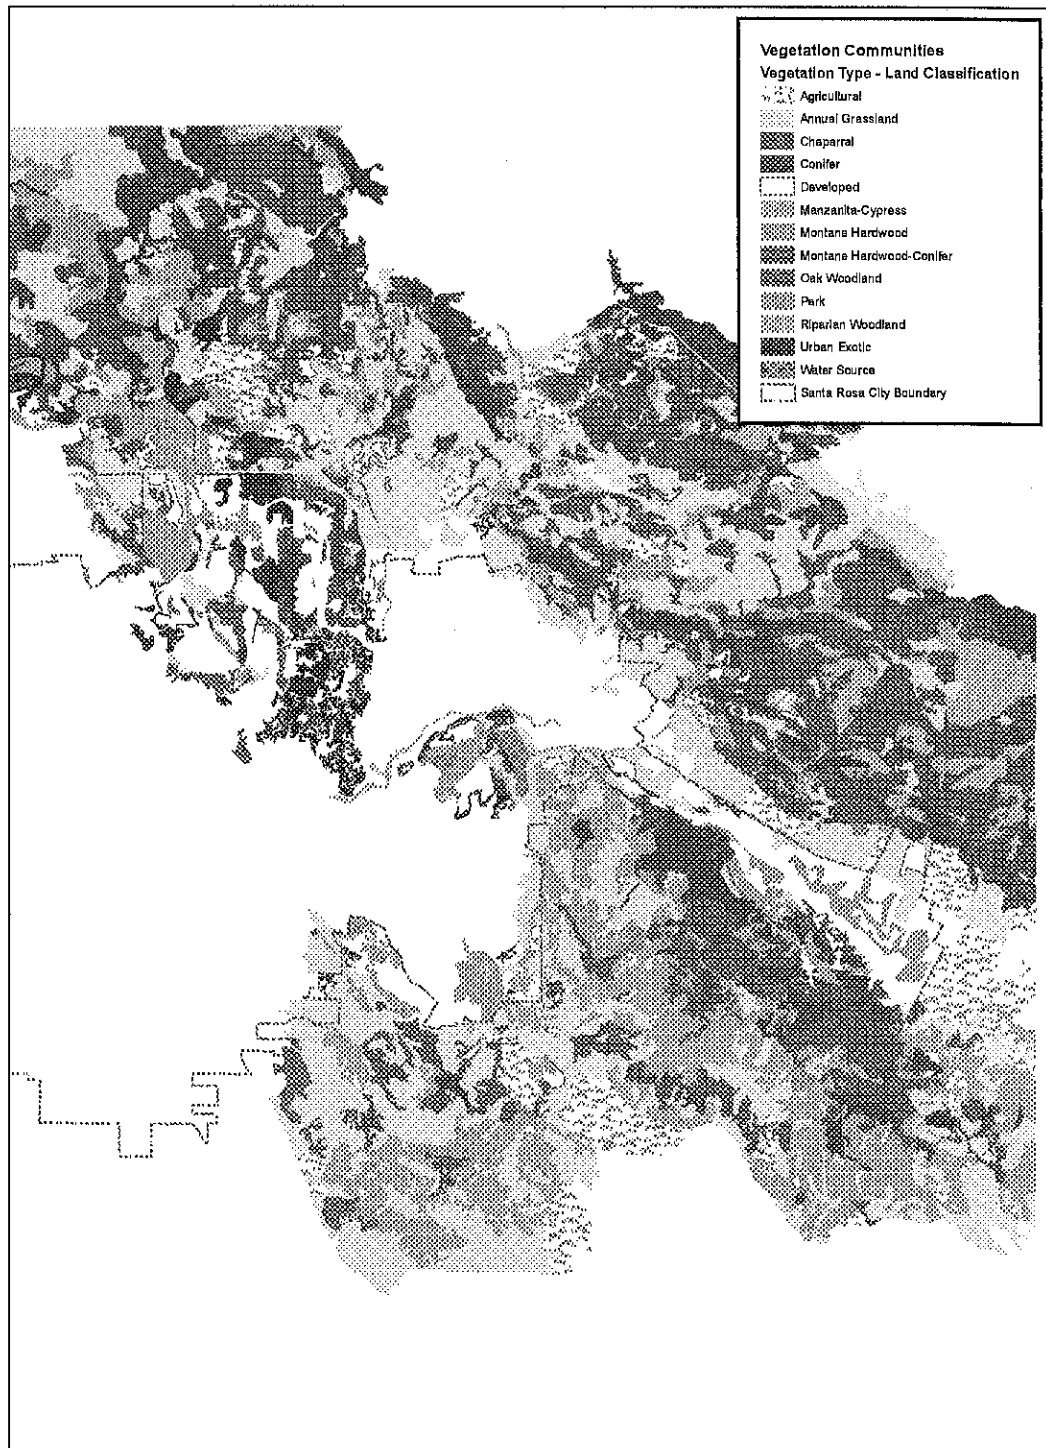 Vegetation Communities
Vegetation Type - Land Classification
Agricultural
Annual Grassland
Chaparral
Conifer
Developed
Manzanita-Cypress
Montane Hardwood
Montane Hardwood-Conifer
Oak Woodland
Park
Riparian Woodland
Urban Exotic
Water Source
Santa Rosa City Boundary